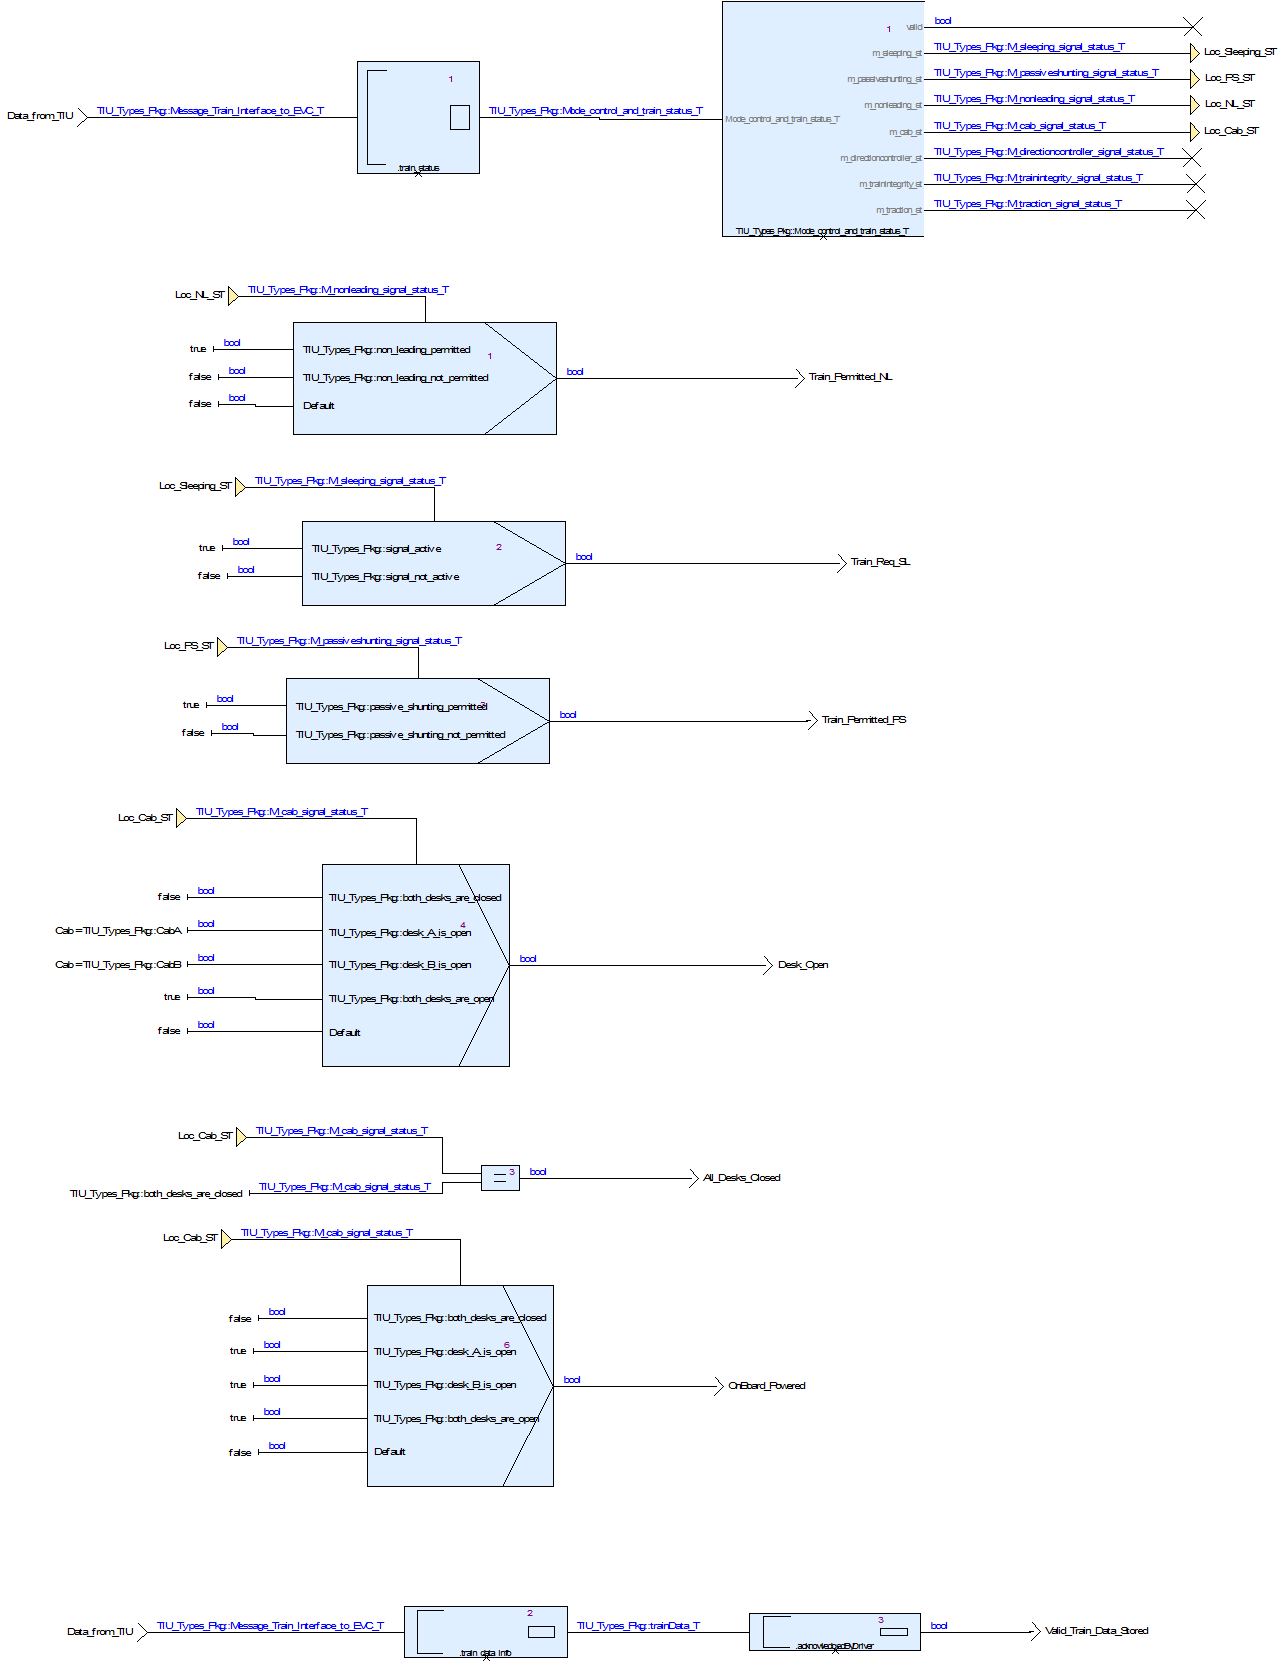 1 valid bool
m_sleeping_st TIU_Types_Pkg::M_sleeping_signal_status_T Loc_Sleeping_ST
1 m_passiveshunting_st TIU_Types_Pkg::M_passiveshunting_signal_status_T Loc_PS_ST
m_nonleading_st TIU_Types_Pkg::M_nonleading_signal_status_T Loc_NL_ST
Data_from_TIU TIU_Types_Pkg::Message_Train_Interface_to_EVC_T TIU_Types_Pkg::Mode_control_and_train_status_T Mode_control_and_train_status_T
m_cab_st TIU_Types_Pkg::M_cab_signal_status_T Loc_Cab_ST
m_directioncontroller_st TIU_Types_Pkg::M_directioncontroller_signal_status_T
.train_status
m_trainintegrity_st TIU_Types_Pkg::M_trainintegrity_signal_status_T
m_traction_st TIU_Types_Pkg::M_traction_signal_status_T
TIU_Types_Pkg::Mode_control_and_train_status_T
Loc_NL_ST TIU_Types_Pkg::M_nonleading_signal_status_T
true bool TIU_Types_Pkg::non_leading_permitted 1
false bool TIU_Types_Pkg::non_leading_not_permitted bool Train_Permitted_NL
false bool Default
Loc_Sleeping_ST TIU_Types_Pkg::M_sleeping_signal_status_T
true bool TIU_Types_Pkg::signal_active 2
bool Train_Req_SL
false bool TIU_Types_Pkg::signal_not_active
Loc_PS_ST TIU_Types_Pkg::M_passiveshunting_signal_status_T
true bool TIU_Types_Pkg::passive_shunting_permitted 3
bool Train_Permitted_PS
false bool TIU_Types_Pkg::passive_shunting_not_permitted
Loc_Cab_ST TIU_Types_Pkg::M_cab_signal_status_T
false bool TIU_Types_Pkg::both_desks_are_closed
Cab=TIU_Types_Pkg::CabA bool TIU_Types_Pkg::desk_A_is_open 4
Cab=TIU_Types_Pkg::CabB bool TIU_Types_Pkg::desk_B_is_open bool Desk_Open
true bool TIU_Types_Pkg::both_desks_are_open
false bool Default
Loc_Cab_ST TIU_Types_Pkg::M_cab_signal_status_T
3 bool All_Desks_Closed
TIU_Types_Pkg::both_desks_are_closed TIU_Types_Pkg::M_cab_signal_status_T
Loc_Cab_ST TIU_Types_Pkg::M_cab_signal_status_T
false bool TIU_Types_Pkg::both_desks_are_closed
true bool TIU_Types_Pkg::desk_A_is_open 6
true bool TIU_Types_Pkg::desk_B_is_open bool OnBoard_Powered
true bool TIU_Types_Pkg::both_desks_are_open
false bool Default
Data_from_TIU TIU_Types_Pkg::Message_Train_Interface_to_EVC_T 2 TIU_Types_Pkg::trainData_T 3 bool Valid_Train_Data_Stored
.train_data_info .acknowledgedByDriver